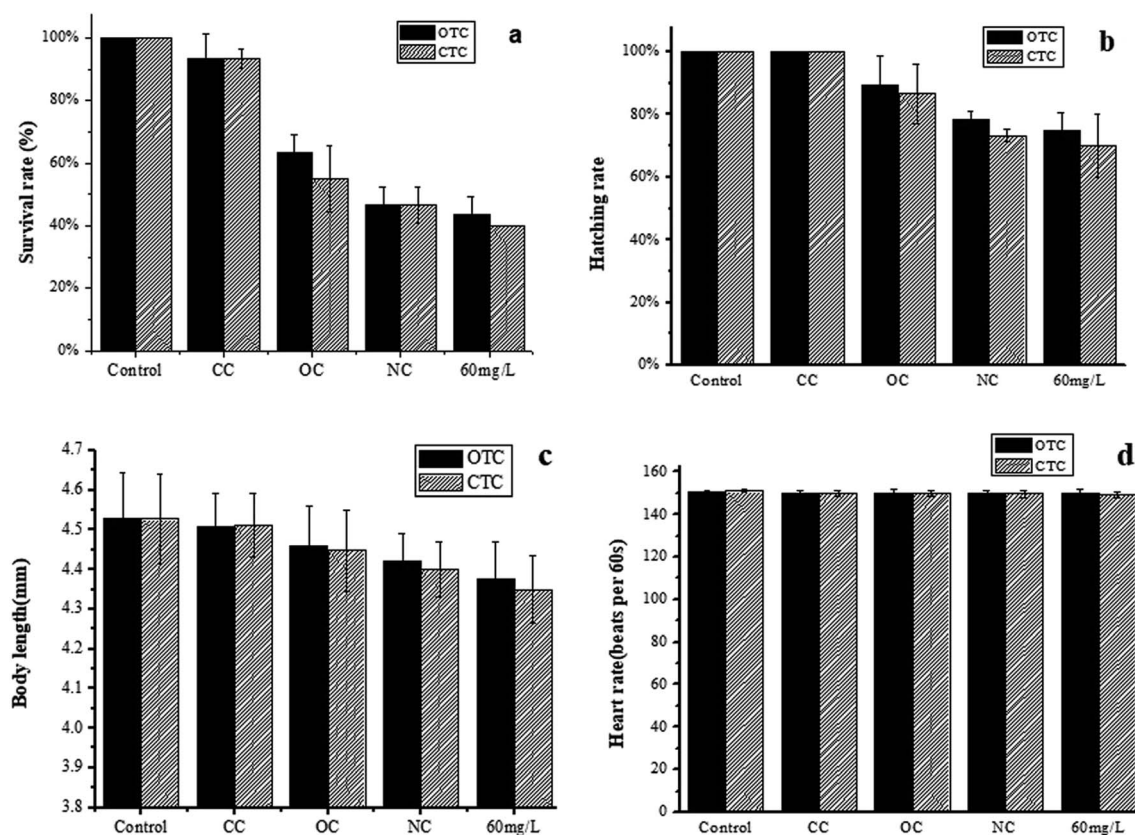 a
OTC
CTC
Survival rate (%)
100%
80%
60%
40%
20%
0%
Control CC OC NC 60mg/L
b
OTC
CTC
Hatching rate
100%
80%
60%
40%
20%
0%
Control CC OC NC 60mg/L
c
OTC
CTC
Body length(mm)
4.7
4.6
4.5
4.4
4.3
4.2
4.1
4.0
3.9
3.8
Control CC OC NC 60mg/L
d
OTC
CTC
Heart rate(beats per 60s)
160
140
120
100
80
60
40
20
0
Control CC OC NC 60mg/L